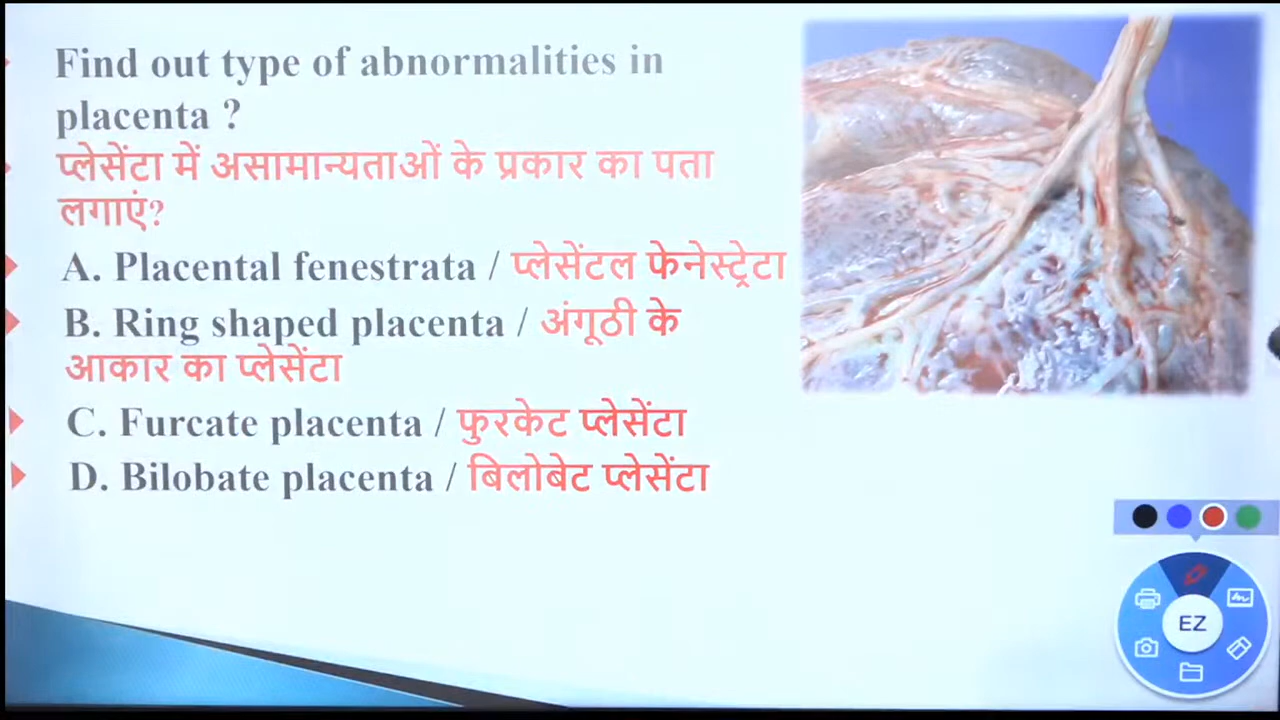 Find out type of abnormalities in
placenta ?
प्लेसेंटा में असामान्यताओं के प्रकार का पता
लगाएं?
A. Placental fenestrata / प्लेसेंटल फेनेस्ट्रेटा
B. Ring shaped placenta / अंगूठी के
आकार का प्लेसेंटा
C. Furcate placenta / फुरकेट प्लेसेंटा
D. Bilobate placenta / बिलोबेट प्लेसेंटा
EZ